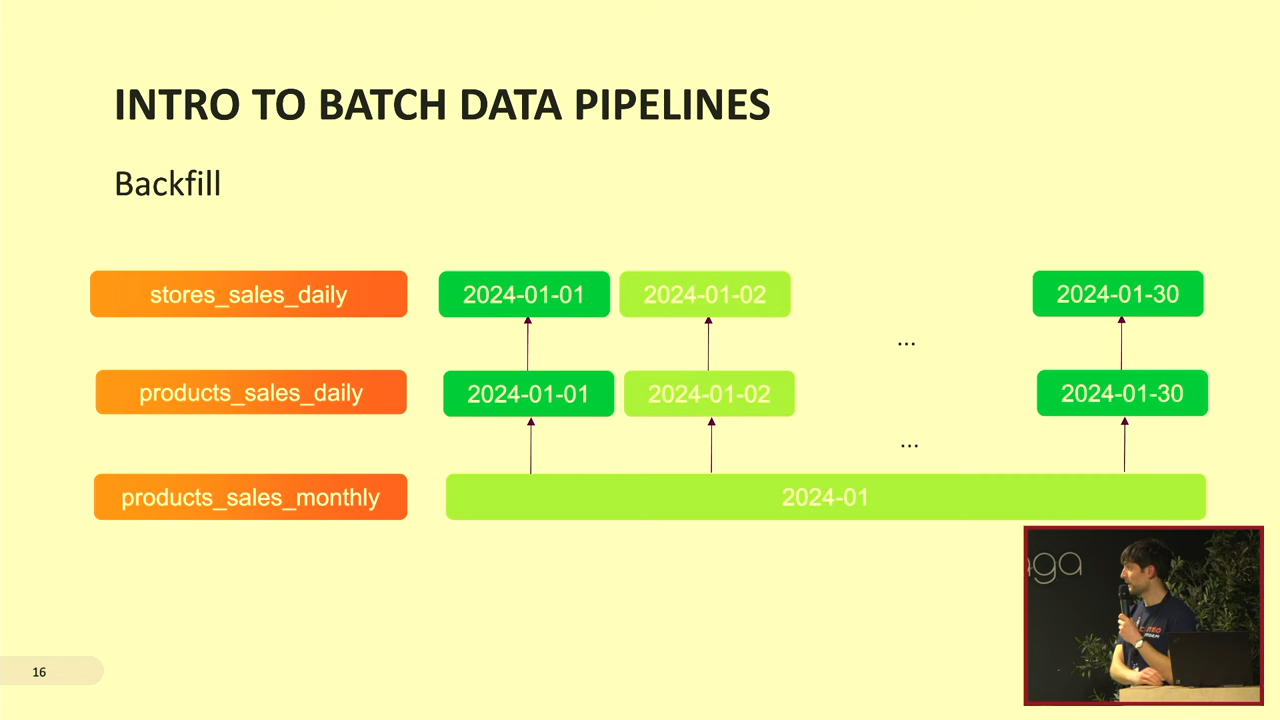 INTRO TO BATCH DATA PIPELINES
Backfill
stores_sales_daily 2024-01-01 2024-01-02 2024-01-30
...
products_sales_daily 2024-01-01 2024-01-02 2024-01-30
...
products_sales_monthly 2024-01
16